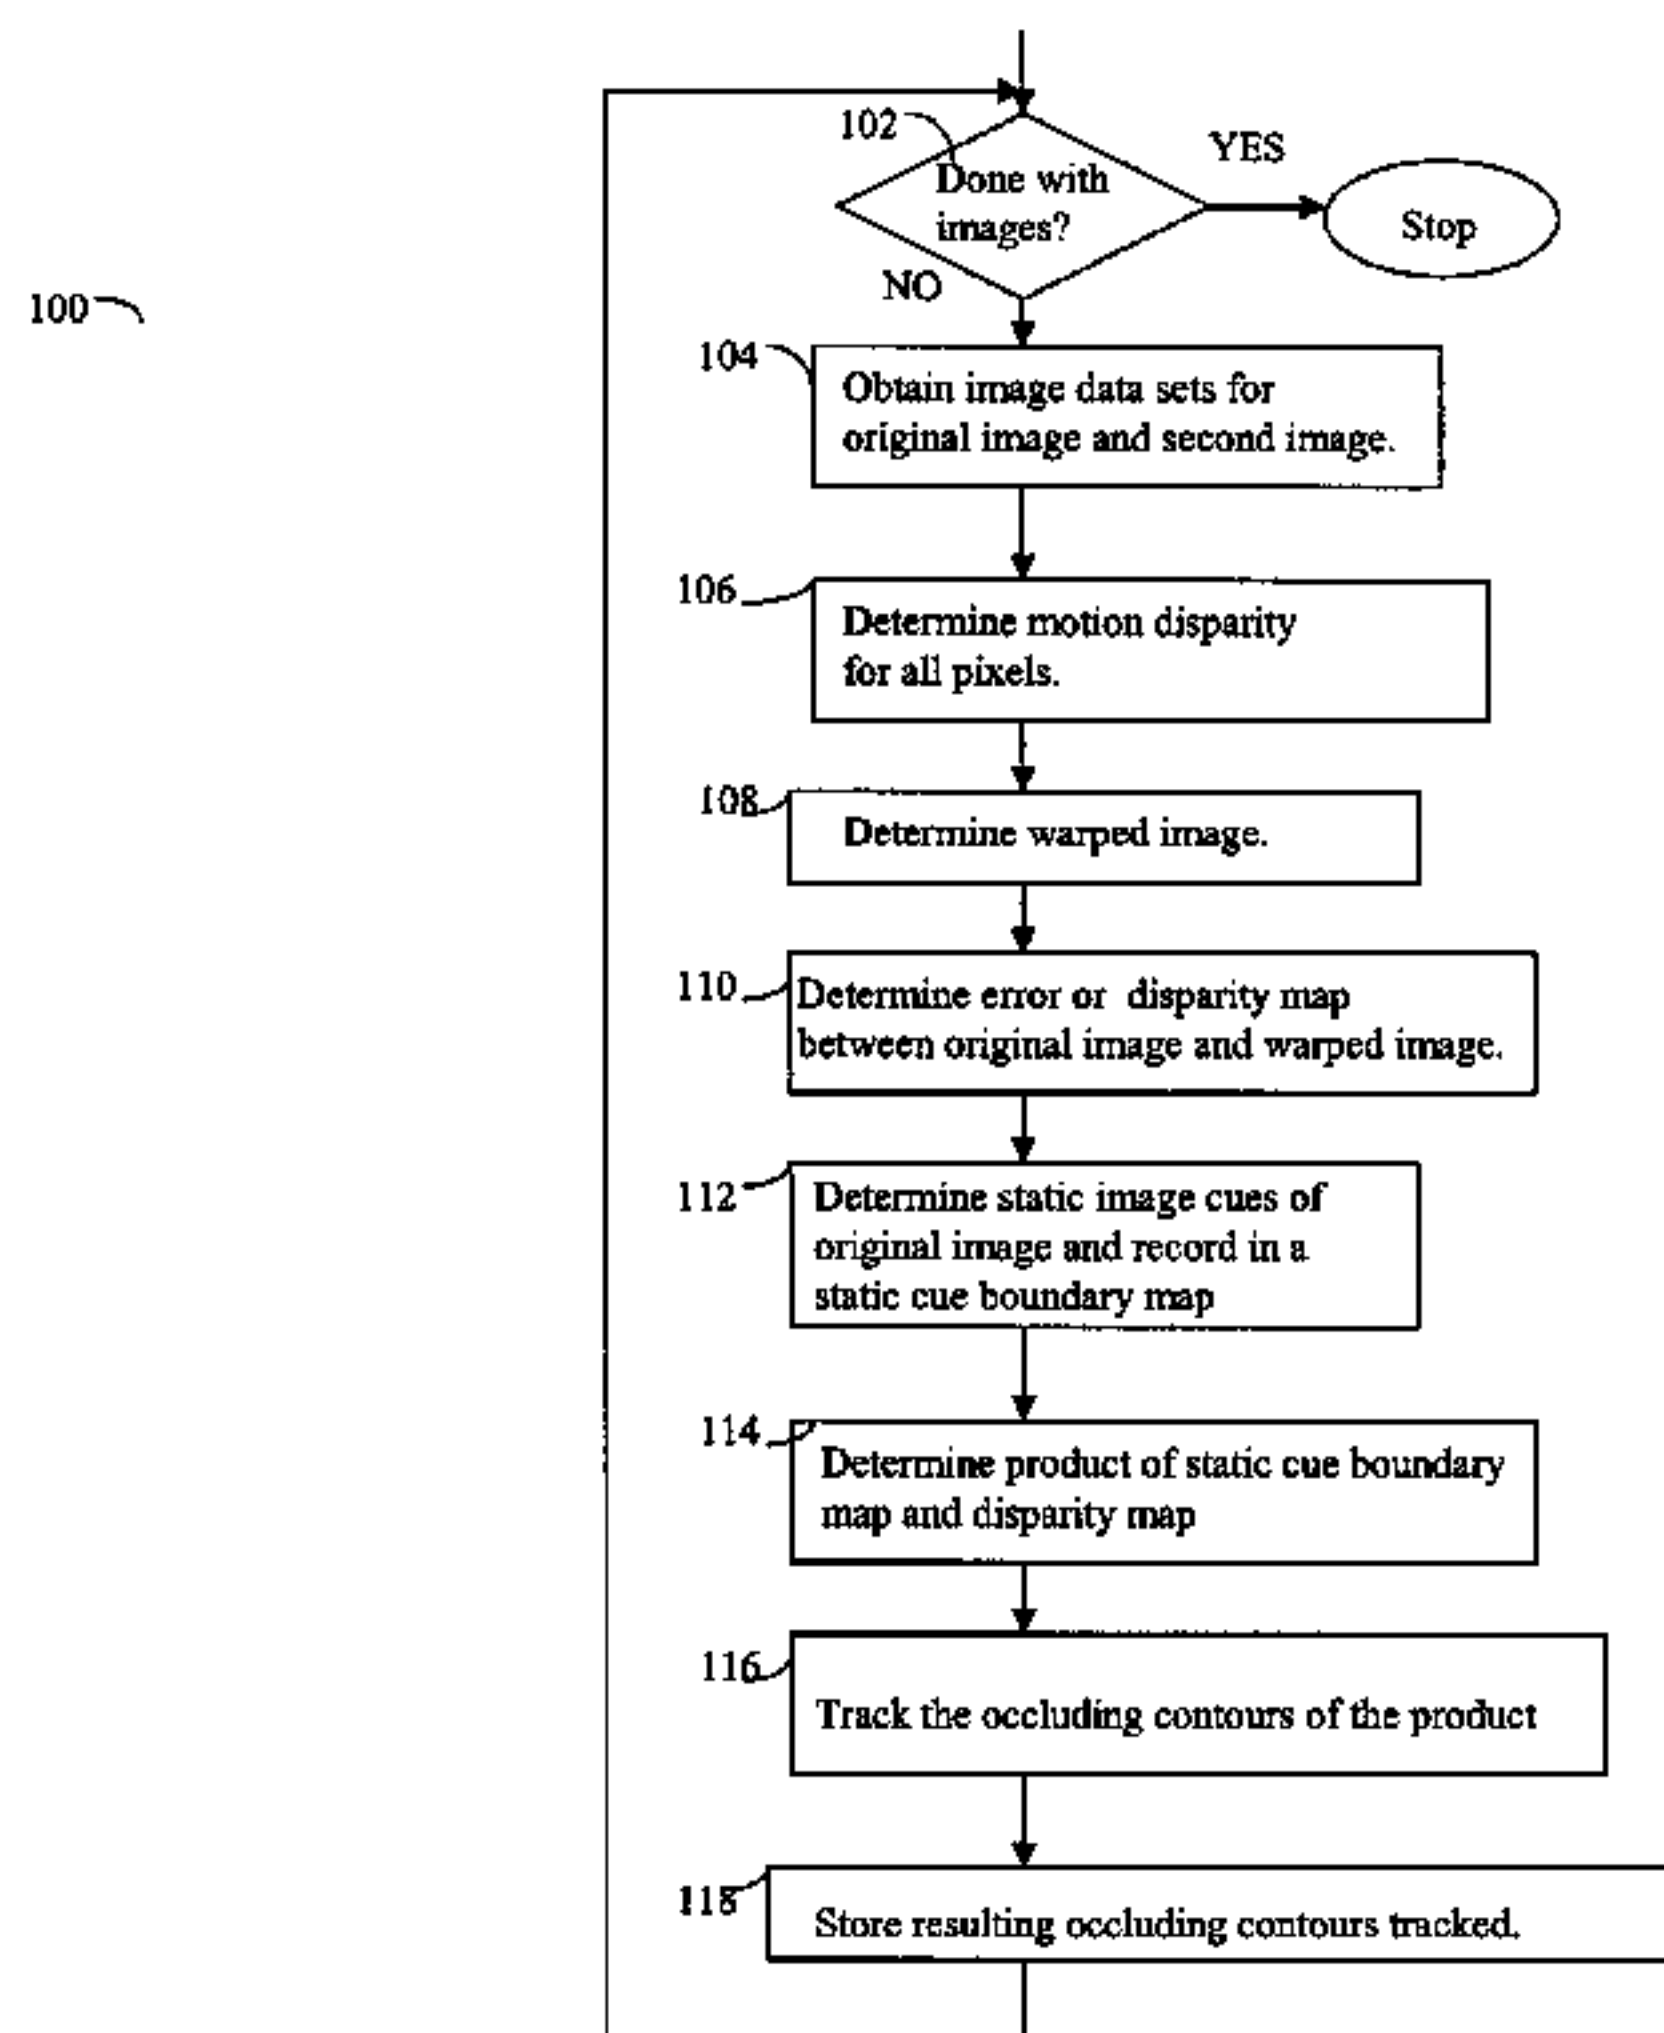 102
YES
Done with
images?
Stop
NO
100
104
Obtain image data sets for
original image and second image.
106
Determine motion disparity
for all pixels.
108
Determine warped image.
110
Determine error or disparity map
between original image and warped image.
112
Determine static image cues of
original image and record in a
static cue boundary map
114
Determine product of static cue boundary
map and disparity map
116
Track the occluding contours of the product
118
Store resulting occluding contours tracked.